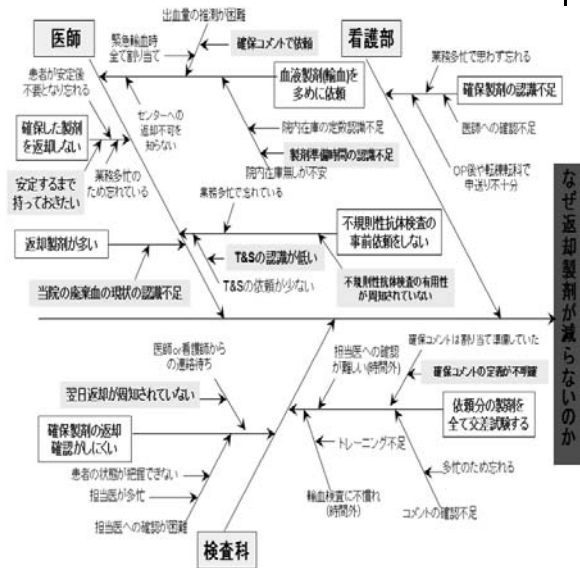 医師
看護部
出血量の推測が困難
緊急輸血時
全て割り当て
確保コメントで依頼
業務多忙で思わず忘れる
患者が安定後
不要となり忘れる
血液製剤(輸血)を
多めに依頼
確保製剤の認識不足
センターへの
返却不可を
知らない
確保した製剤
を返却しない
院内在庫の定数認識不足
医師への確認不足
製剤準備時間の認識不足
業務多忙の
ため忘れている
院内在庫無しが不安
OP後や転棟転科で
申送り不十分
安定するまで
持っておきたい
業務多忙で忘れている
不規則性抗体検査の
事前依頼をしない
返却製剤が多い
T&Sの認識が低い
T&Sの依頼が少ない
不規則性抗体検査の有用性
が周知されていない
当院の廃棄血の現状の認識不足
なぜ返却製剤が減らないのか
医師or看護師から
の連絡待ち
担当医への確認
が難しい(時間外)
確保コメントは割り当て準備していた
確保コメントの定義が不明確
翌日返却が周知されていない
依頼分の製剤を
全て交差試験する
確保製剤の返却
確認がしにくい
トレーニング不足
患者の状態が把握できない
多忙のため忘れる
担当医が多忙
輸血検査に不慣れ
(時間外)
コメントの確認不足
担当医への確認が困難
検査科